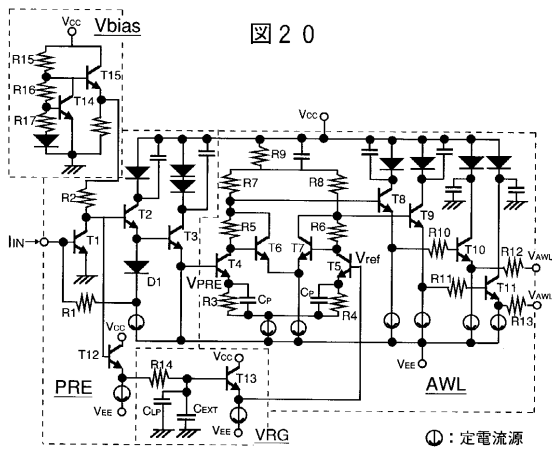 図20
Vbias
VCC
R15
T15
R16
T14
R17
VCC
R9
R2
T2
R7
R8
T8
T9
IIN
T1
T3
R5
R6
R10
T10
R12
VAWL
T6
T7
T4
T5
Vref
R11
T11
VAWL
D1
VPRE
R1
R3
CP
CP
R4
R13
VCC
T12
VEE
VCC
R14
T13
PRE
VEE
CLP
CEXT
VEE
VRG
AWL
:定電流源